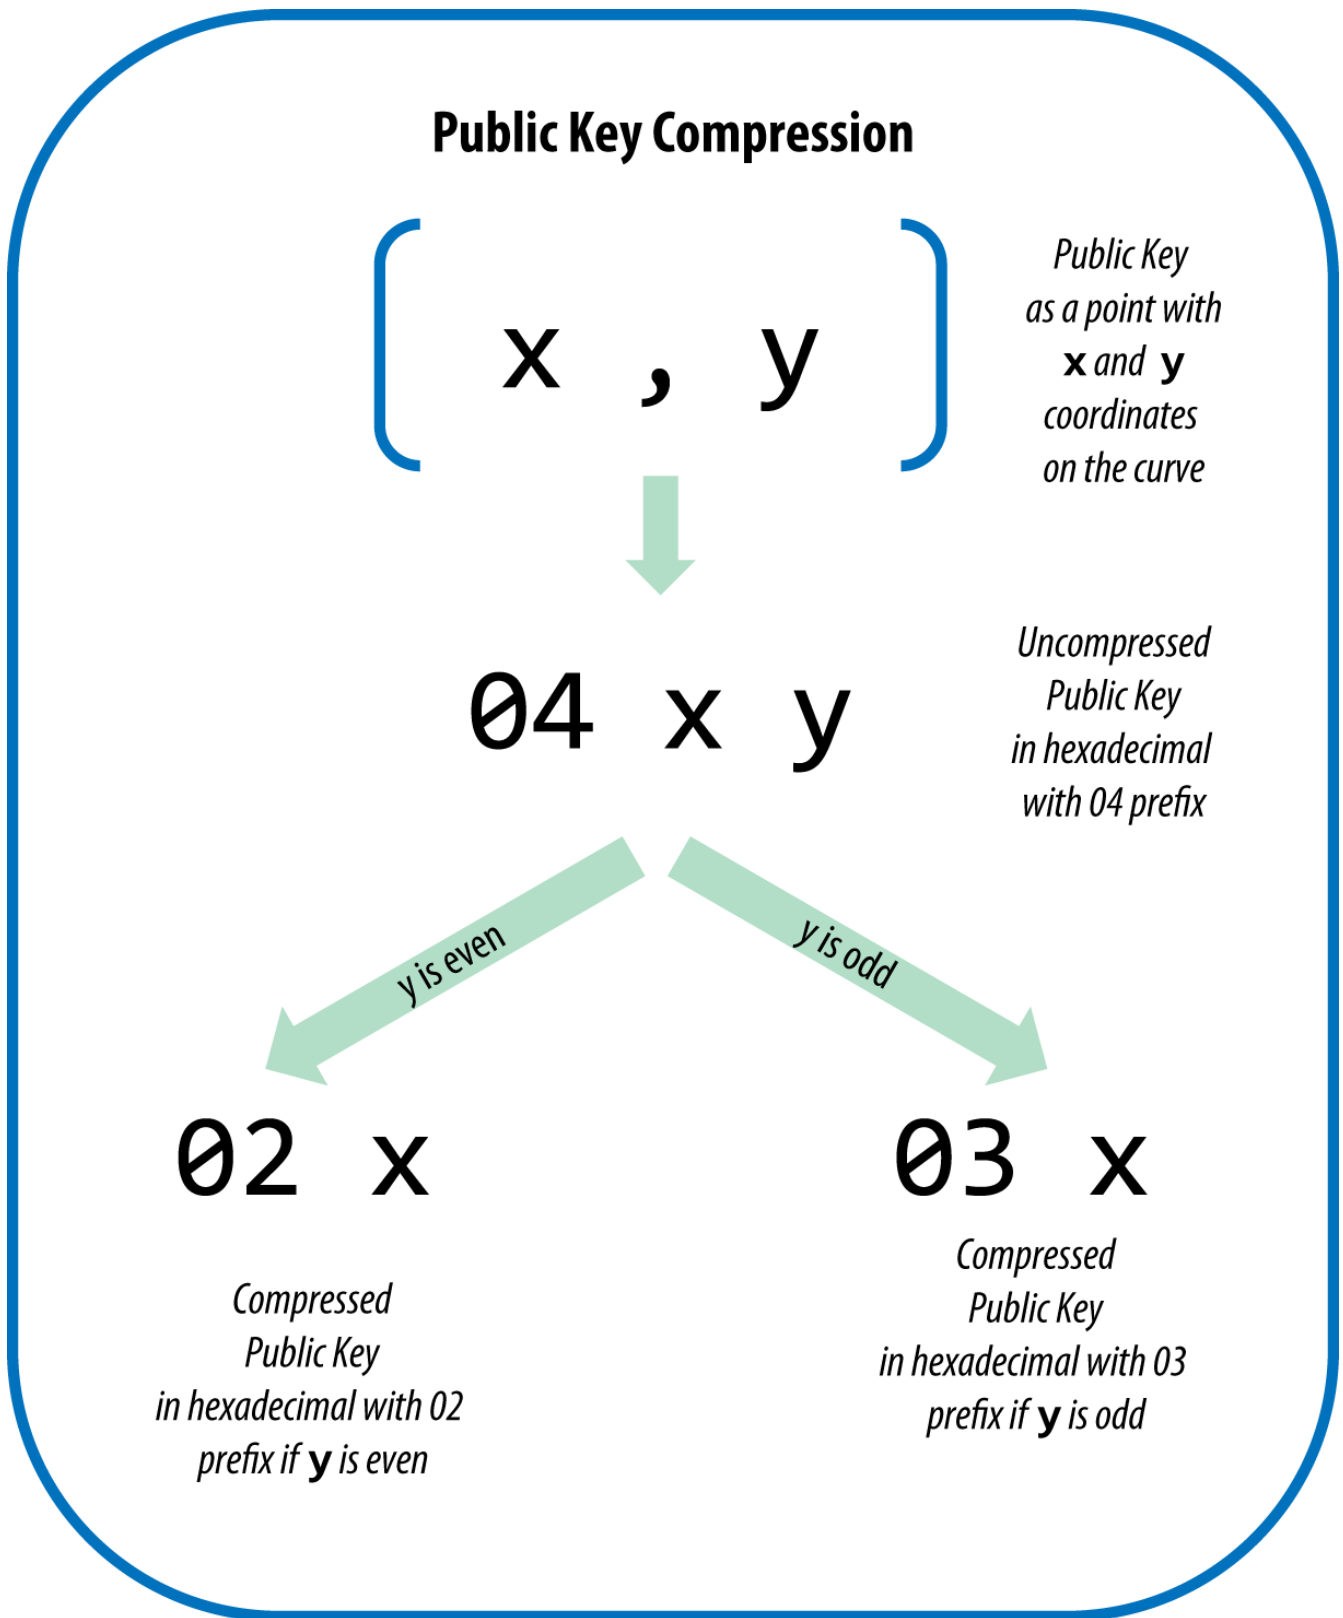 Public Key Compression
x , y
Public Key
as a point with
x and y
coordinates
on the curve
04 x y
Uncompressed
Public Key
in hexadecimal
with 04 prefix
y is even
y is odd
02 x
03 x
Compressed
Public Key
in hexadecimal with 02
prefix if y is even
Compressed
Public Key
in hexadecimal with 03
prefix if y is odd